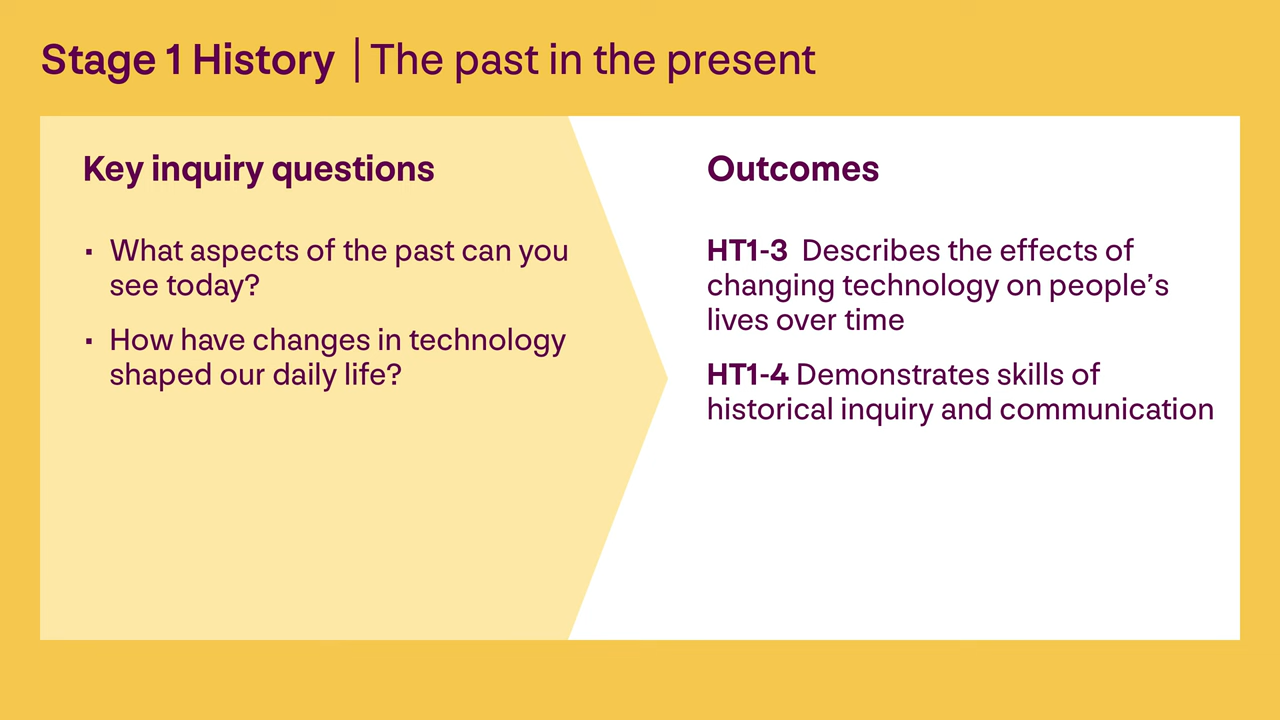 Stage 1 History | The past in the present
Key inquiry questions
▪ What aspects of the past can you
see today?
▪ How have changes in technology
shaped our daily life?
Outcomes
HT1-3 Describes the effects of
changing technology on people’s
lives over time
HT1-4 Demonstrates skills of
historical inquiry and communication